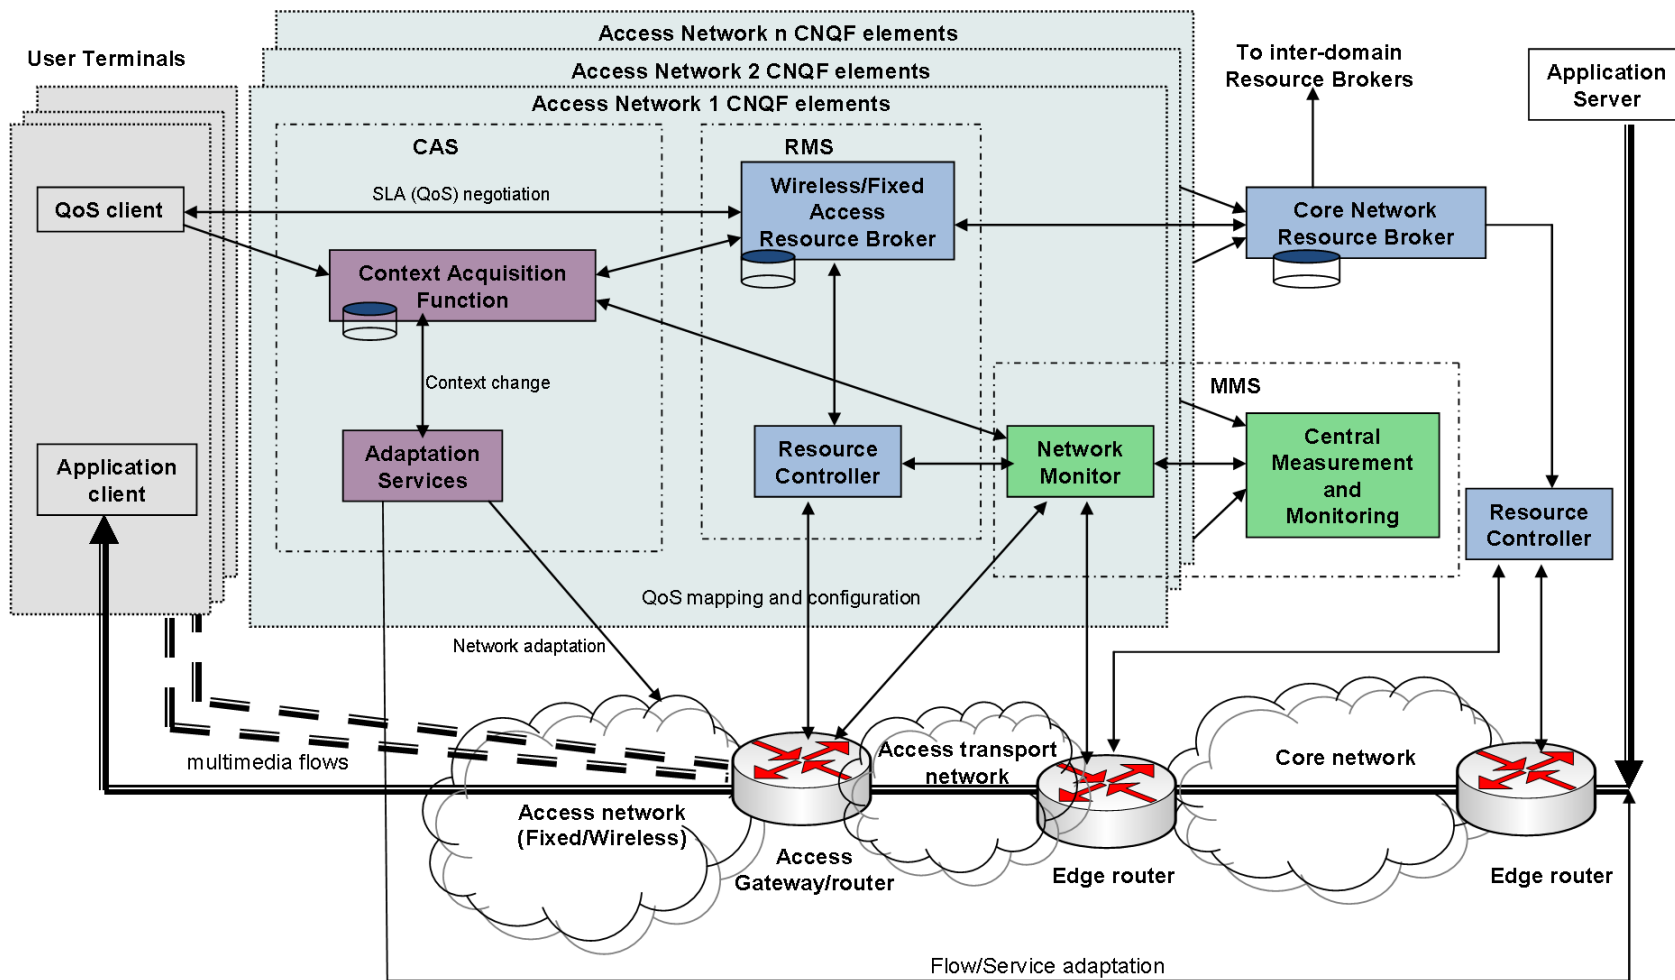 Access Network n CNQF elements
User Terminals
To inter-domain
Resource Brokers
Application
Server
Access Network 2 CNQF elements
Access Network 1 CNQF elements
CAS
RMS
QoS client
SLA (QoS) negotiation
Wireless/Fixed
Access
Resource Broker
Core Network
Resource Broker
Context Acquisition
Function
Context change
MMS
Application
client
Adaptation
Services
Resource
Controller
Network
Monitor
Central
Measurement
and
Monitoring
Resource
Controller
QoS mapping and configuration
Network adaptation
multimedia flows
Access network
(Fixed/Wireless)
Access transport
network
Core network
Access
Gateway/router
Edge router
Edge router
Flow/Service adaptation